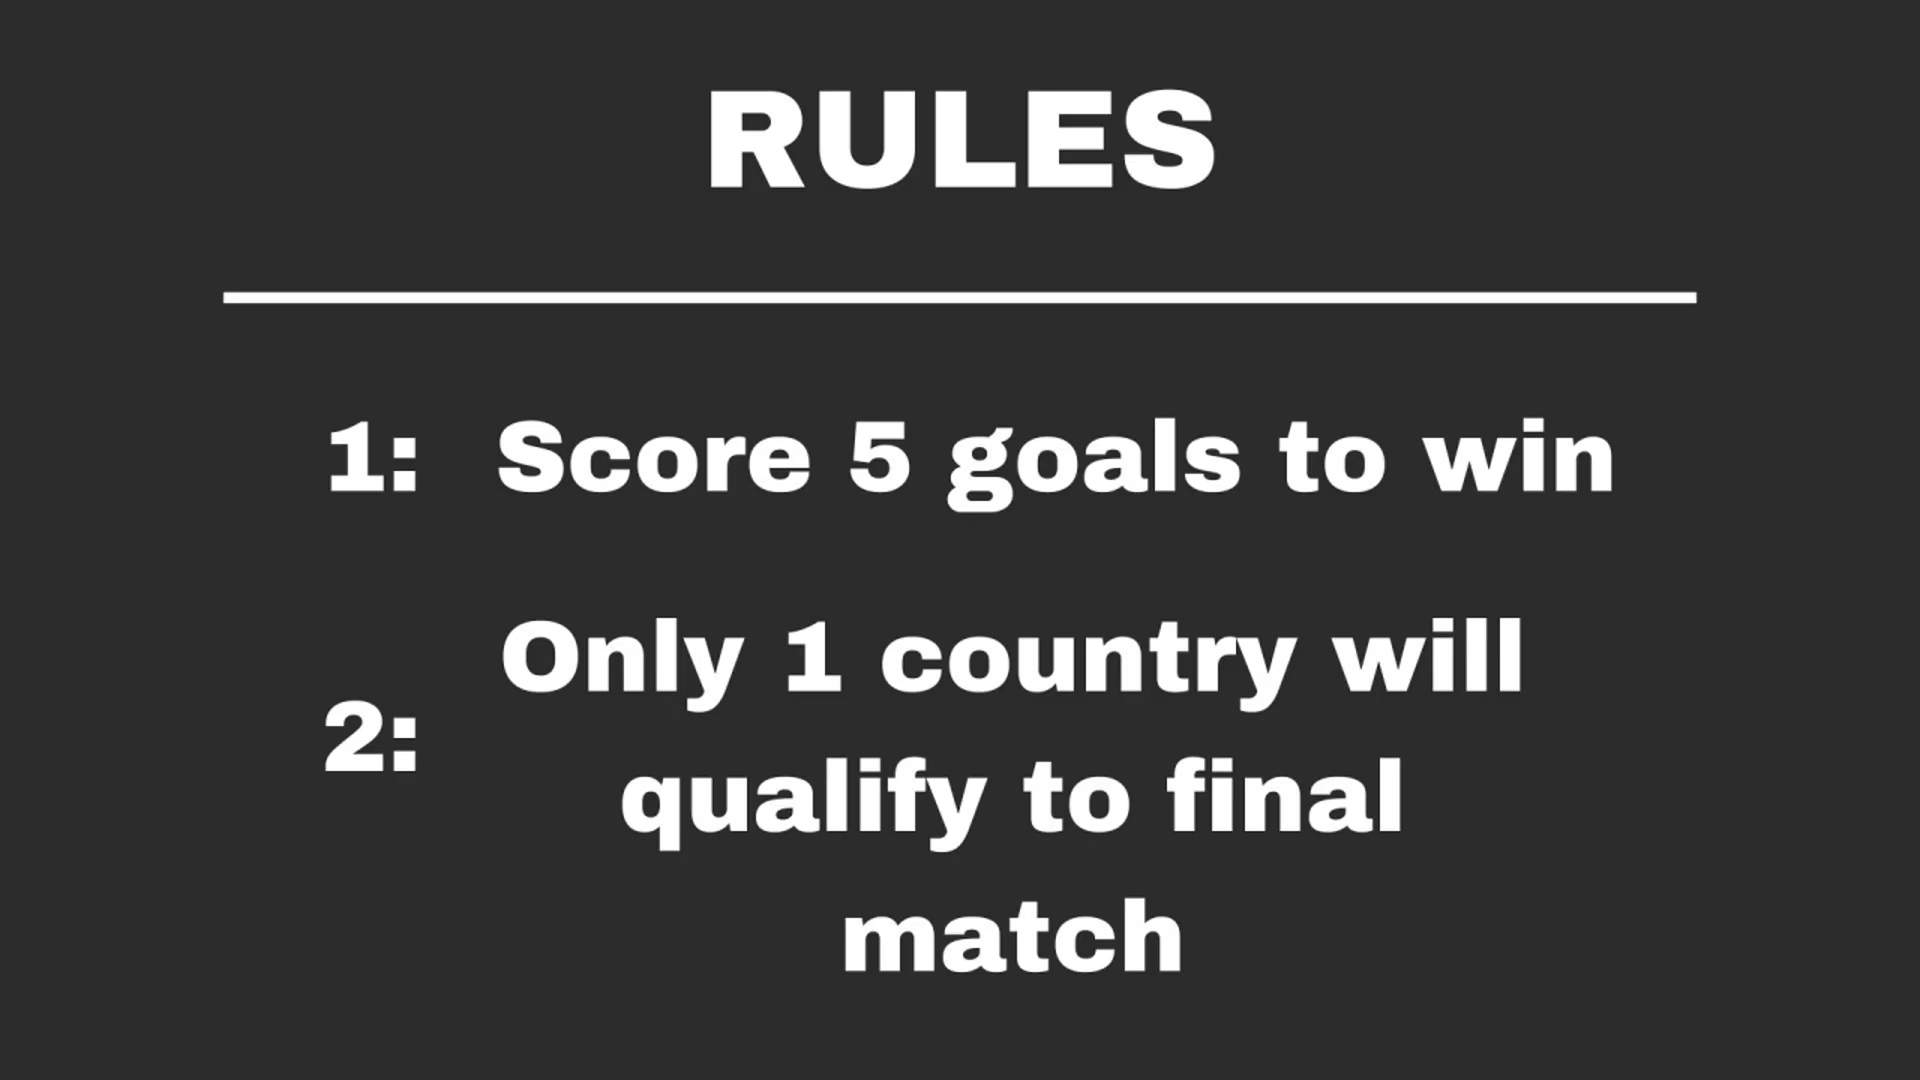 RULES
1: Score 5 goals to win
Only 1 country will
2: qualify to final
match